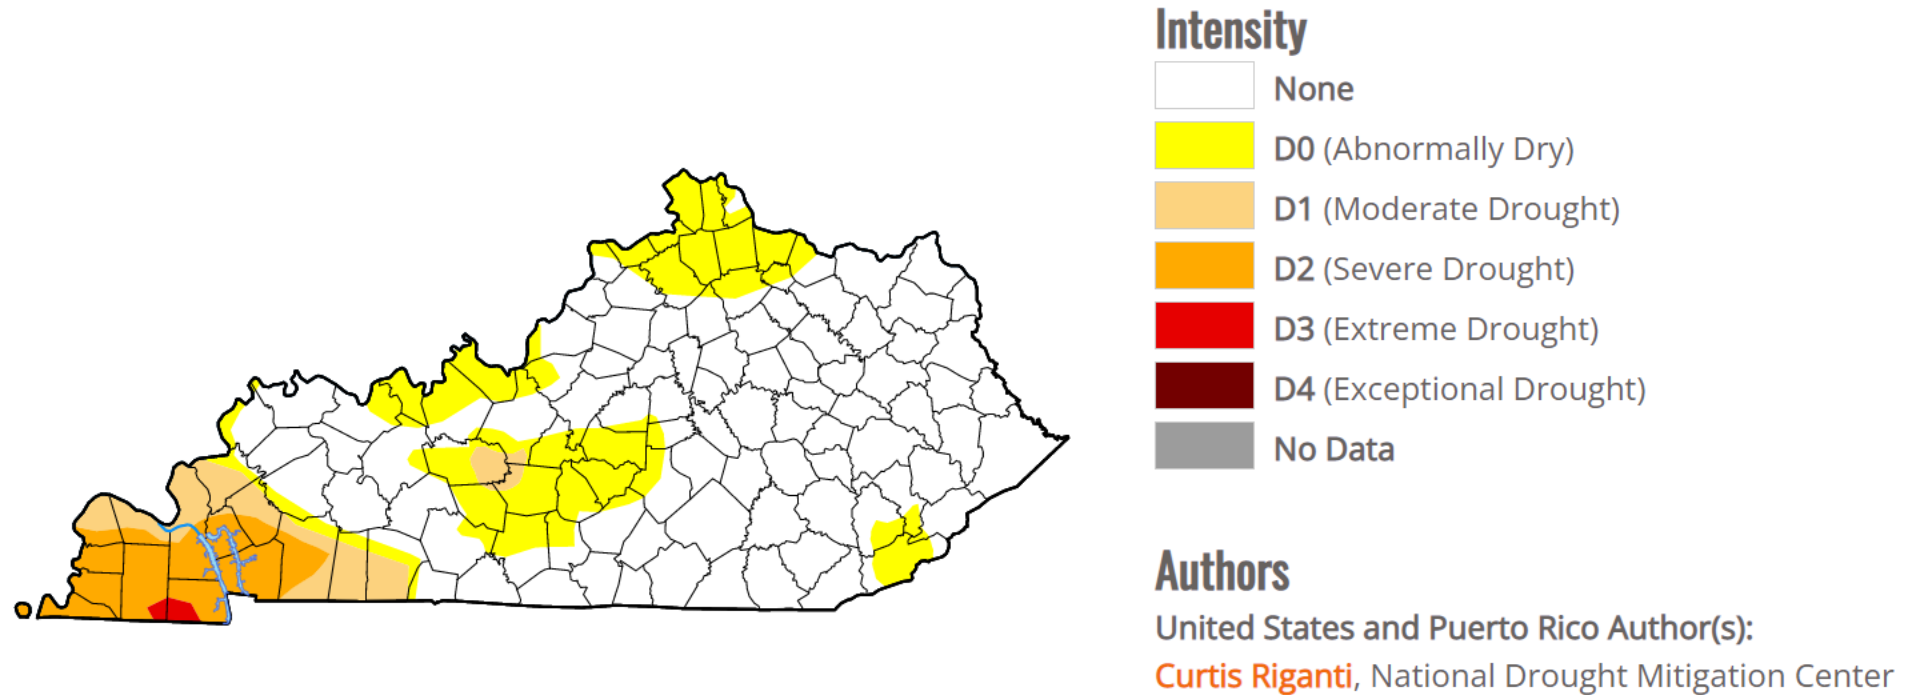 Intensity
None
D0 (Abnormally Dry)
D1 (Moderate Drought)
D2 (Severe Drought)
D3 (Extreme Drought)
D4 (Exceptional Drought)
No Data
Authors
United States and Puerto Rico Author(s):
Curtis Riganti, National Drought Mitigation Center